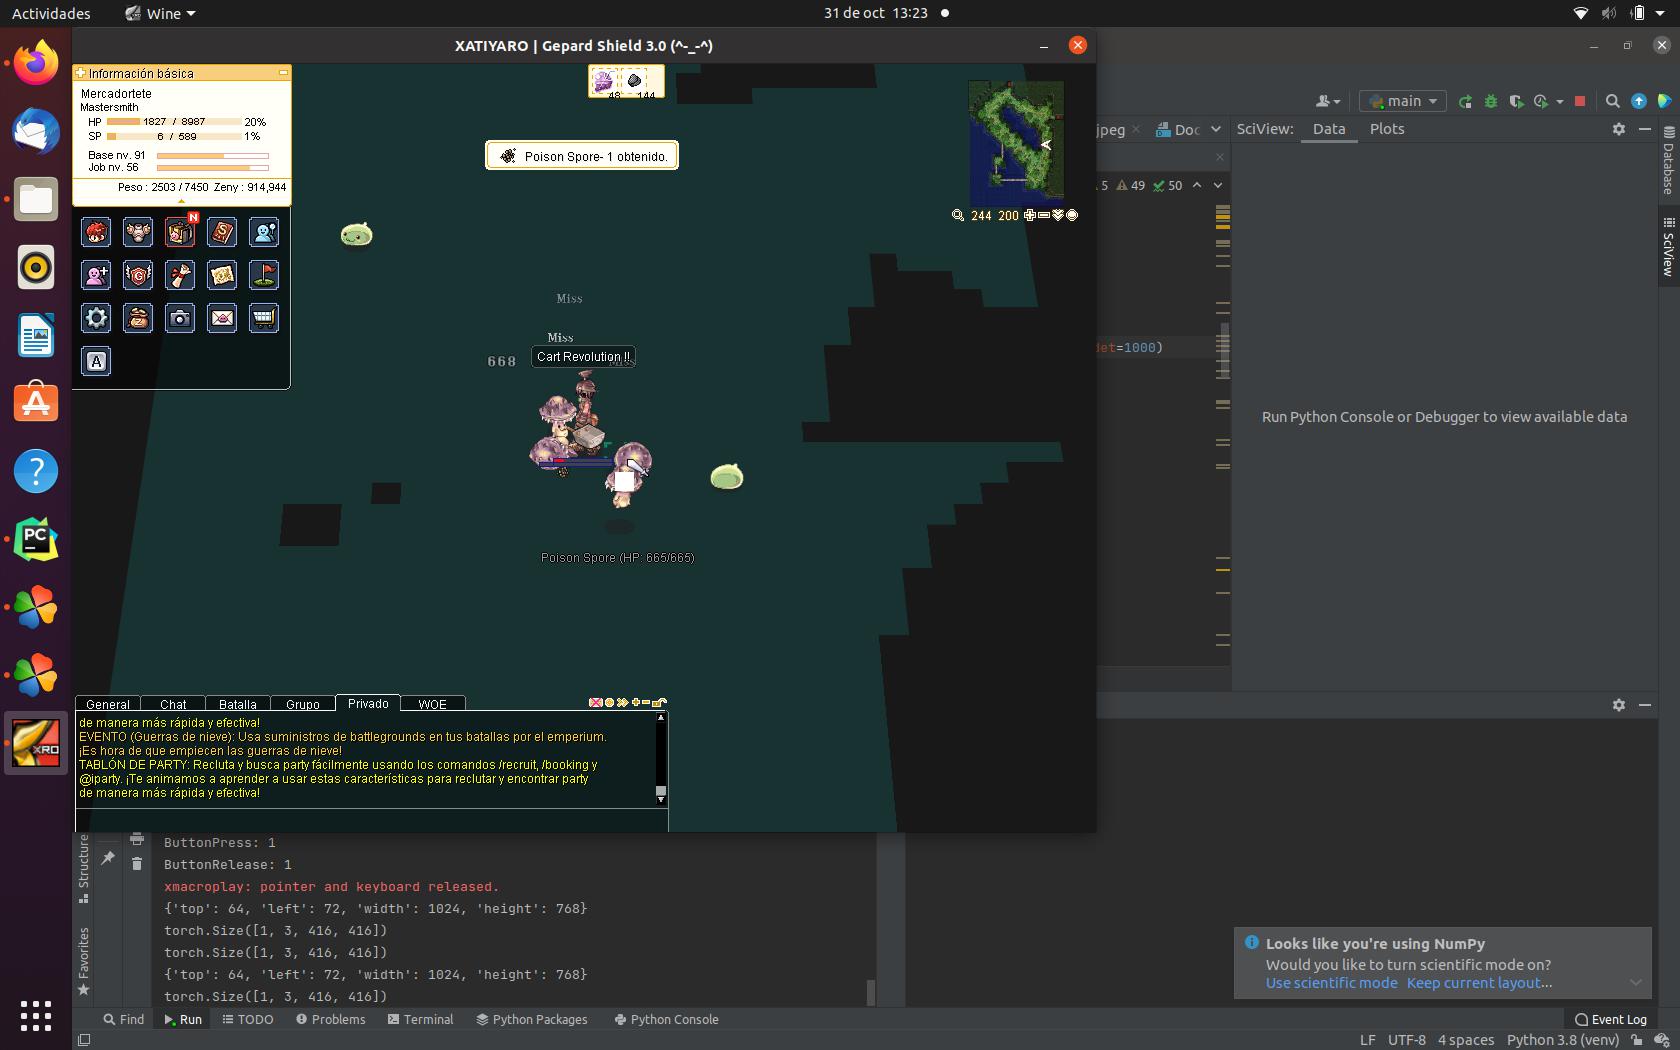 Actividades
Wine
31 de oct 13:23
XATIYARO | Gepard Shield 3.0 (^-_-^)
Información básica
Mercadortete
Mastersmith
HP 1827 / 8987 20%
SP 6 / 589 1%
Base nv. 91
Job nv. 56
Peso : 2503 / 7450 Zeny : 914,944
N
A
48 144
Poison Spore- 1 obtenido.
244 200
Miss
Miss
668
Cart Revolution !!
Miss
Poison Spore (HP: 665/665)
General Chat Batalla Grupo Privado WOE
de manera más rápida y efectiva!
EVENTO (Guerras de nieve): Usa suministros de battlegrounds en tus batallas por el emperium.
¡Es hora de que empiecen las guerras de nieve!
TABLÓN DE PARTY: Recluta y busca party fácilmente usando los comandos /recruit, /booking y
@iparty. ¡Te animamos a aprender a usar estas características para reclutar y encontrar party
de manera más rápida y efectiva!
main
jpeg
Doc
SciView: Data Plots
5 49 50
det=1000)
Run Python Console or Debugger to view available data
Database
SciView
Structure
Favorites
PC
XRO
ButtonPress: 1
ButtonRelease: 1
xmacroplay: pointer and keyboard released.
{'top': 64, 'left': 72, 'width': 1024, 'height': 768}
torch.Size([1, 3, 416, 416])
torch.Size([1, 3, 416, 416])
{'top': 64, 'left': 72, 'width': 1024, 'height': 768}
torch.Size([1, 3, 416, 416])
Looks like you're using NumPy
Would you like to turn scientific mode on?
Use scientific mode Keep current layout...
Find Run TODO Problems Terminal Python Packages Python Console
Event Log
LF UTF-8 4 spaces Python 3.8 (venv)